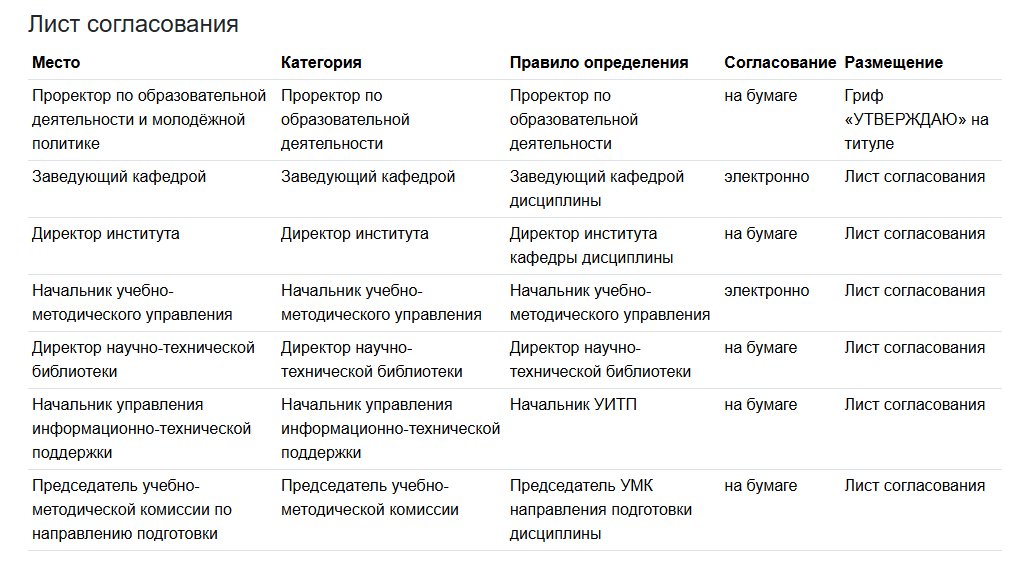 Лист согласования
Место Категория Правило определения Согласование Размещение
Проректор по образовательной Проректор по Проректор по на бумаге Гриф
деятельности и молодёжной образовательной образовательной «УТВЕРЖДАЮ» на
политике деятельности деятельности титуле
Заведующий кафедрой Заведующий кафедрой Заведующий кафедрой электронно Лист согласования
дисциплины
Директор института Директор института Директор института на бумаге Лист согласования
кафедры дисциплины
Начальник учебно- Начальник учебно- Начальник учебно- электронно Лист согласования
методического управления методического управления методического управления
Директор научно-технической Директор научно- Директор научно- на бумаге Лист согласования
библиотеки технической библиотеки технической библиотеки
Начальник управления Начальник управления Начальник УИТП на бумаге Лист согласования
информационно-технической информационно-технической
поддержки поддержки
Председатель учебно- Председатель учебно- Председатель УМК на бумаге Лист согласования
методической комиссии по методической комиссии направления подготовки
направлению подготовки дисциплины